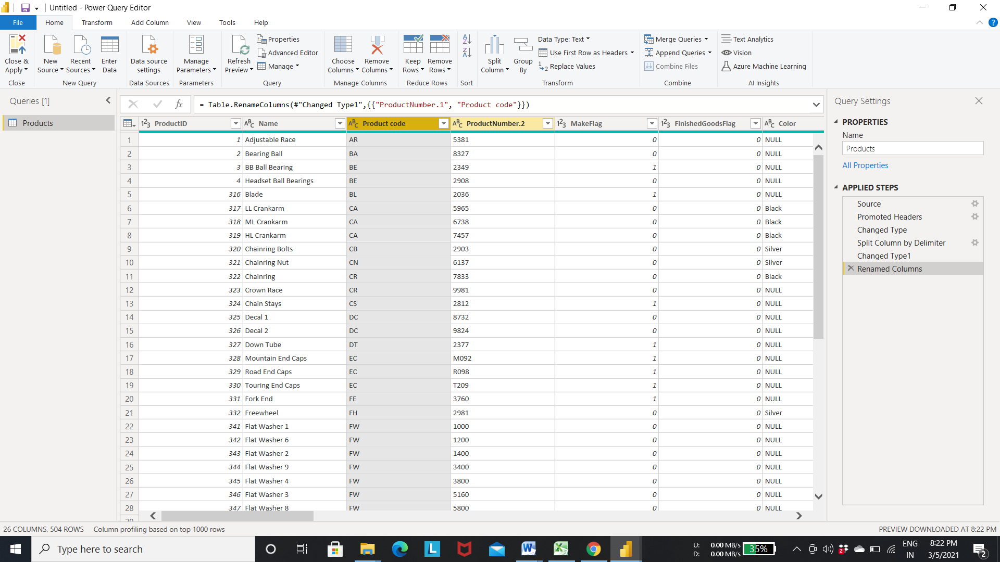 Untitled - Power Query Editor
File Home Transform Add Column View Tools Help
Close & Apply
New Source
Recent Sources
Enter Data
Data source settings
Manage Parameters
Refresh Preview
Properties
Advanced Editor
Manage
Choose Columns
Remove Columns
Keep Rows
Remove Rows
Split Column
Group By
Data Type: Text
Use First Row as Headers
Replace Values
Merge Queries
Append Queries
Combine Files
Text Analytics
Vision
Azure Machine Learning
Close New Query Data Sources Parameters Query Manage Columns Reduce Rows Sort Transform Combine AI Insights
Queries [1]
Products
fx = Table.RenameColumns(#"Changed Type1",{{"ProductNumber.1", "Product code"}})
ProductID Name Product code ProductNumber.2 MakeFlag FinishedGoodsFlag Color
1 1 Adjustable Race AR 5381 0 0 NULL
2 2 Bearing Ball BA 8327 0 0 NULL
3 3 BB Ball Bearing BE 2349 1 0 NULL
4 4 Headset Ball Bearings BE 2908 0 0 NULL
5 316 Blade BL 2036 1 0 NULL
6 317 LL Crankarm CA 5965 0 0 Black
7 318 ML Crankarm CA 6738 0 0 Black
8 319 HL Crankarm CA 7457 0 0 Black
9 320 Chainring Bolts CB 2903 0 0 Silver
10 321 Chainring Nut CN 6137 0 0 Silver
11 322 Chainring CR 7833 0 0 Black
12 323 Crown Race CR 9981 0 0 NULL
13 324 Chain Stays CS 2812 1 0 NULL
14 325 Decal 1 DC 8732 0 0 NULL
15 326 Decal 2 DC 9824 0 0 NULL
16 327 Down Tube DT 2377 1 0 NULL
17 328 Mountain End Caps EC M092 1 0 NULL
18 329 Road End Caps EC R098 1 0 NULL
19 330 Touring End Caps EC T209 1 0 NULL
20 331 Fork End FE 3760 1 0 NULL
21 332 Freewheel FH 2981 0 0 Silver
22 341 Flat Washer 1 FW 1000 0 0 NULL
23 342 Flat Washer 6 FW 1200 0 0 NULL
24 343 Flat Washer 2 FW 1400 0 0 NULL
25 344 Flat Washer 9 FW 3400 0 0 NULL
26 345 Flat Washer 4 FW 3800 0 0 NULL
27 346 Flat Washer 3 FW 5160 0 0 NULL
28 347 Flat Washer 8 FW 5800 0 0 NULL
Query Settings
PROPERTIES
Name
Products
All Properties
APPLIED STEPS
Source
Promoted Headers
Changed Type
Split Column by Delimiter
Changed Type1
Renamed Columns
26 COLUMNS, 504 ROWS Column profiling based on top 1000 rows PREVIEW DOWNLOADED AT 8:22 PM
Type here to search
U: 0.00 MB/s
D: 0.00 MB/s
35%
ENG
IN
8:22 PM
3/5/2021
2